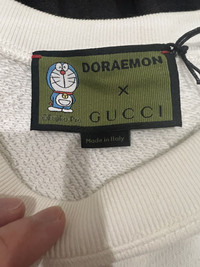 DORAEMON
×
GUCCI
Made in Italy